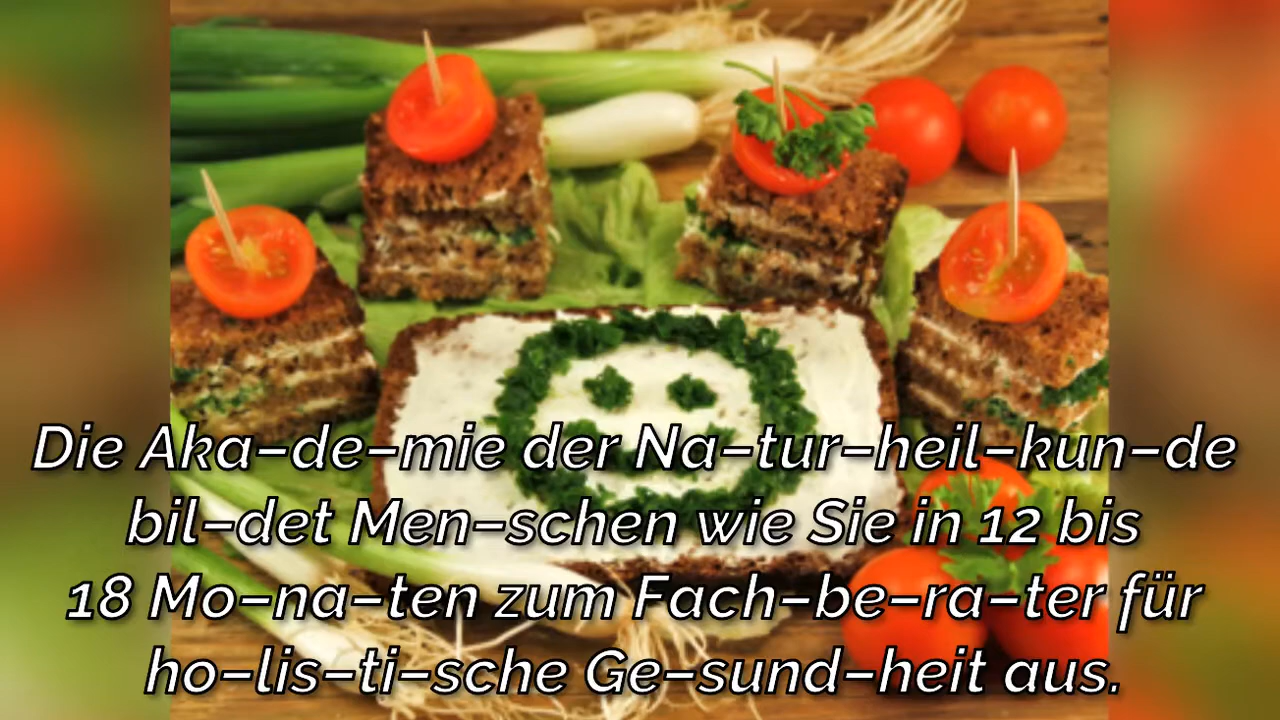 Die Aka–de–mie der Na–tur–heil–kun–de
bil–det Men–schen wie Sie in 12 bis
18 Mo–na–ten zum Fach–be–ra–ter für
ho–lis–ti–sche Ge–sund–heit aus.